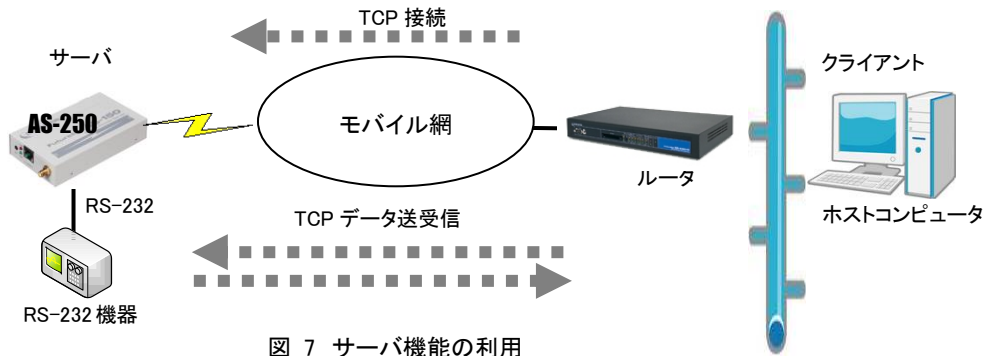 TCP 接続
サーバ
クライアント
AS-250
モバイル網
ルータ
ホストコンピュータ
RS-232
TCP データ送受信
RS-232 機器
図 7 サーバ機能の利用